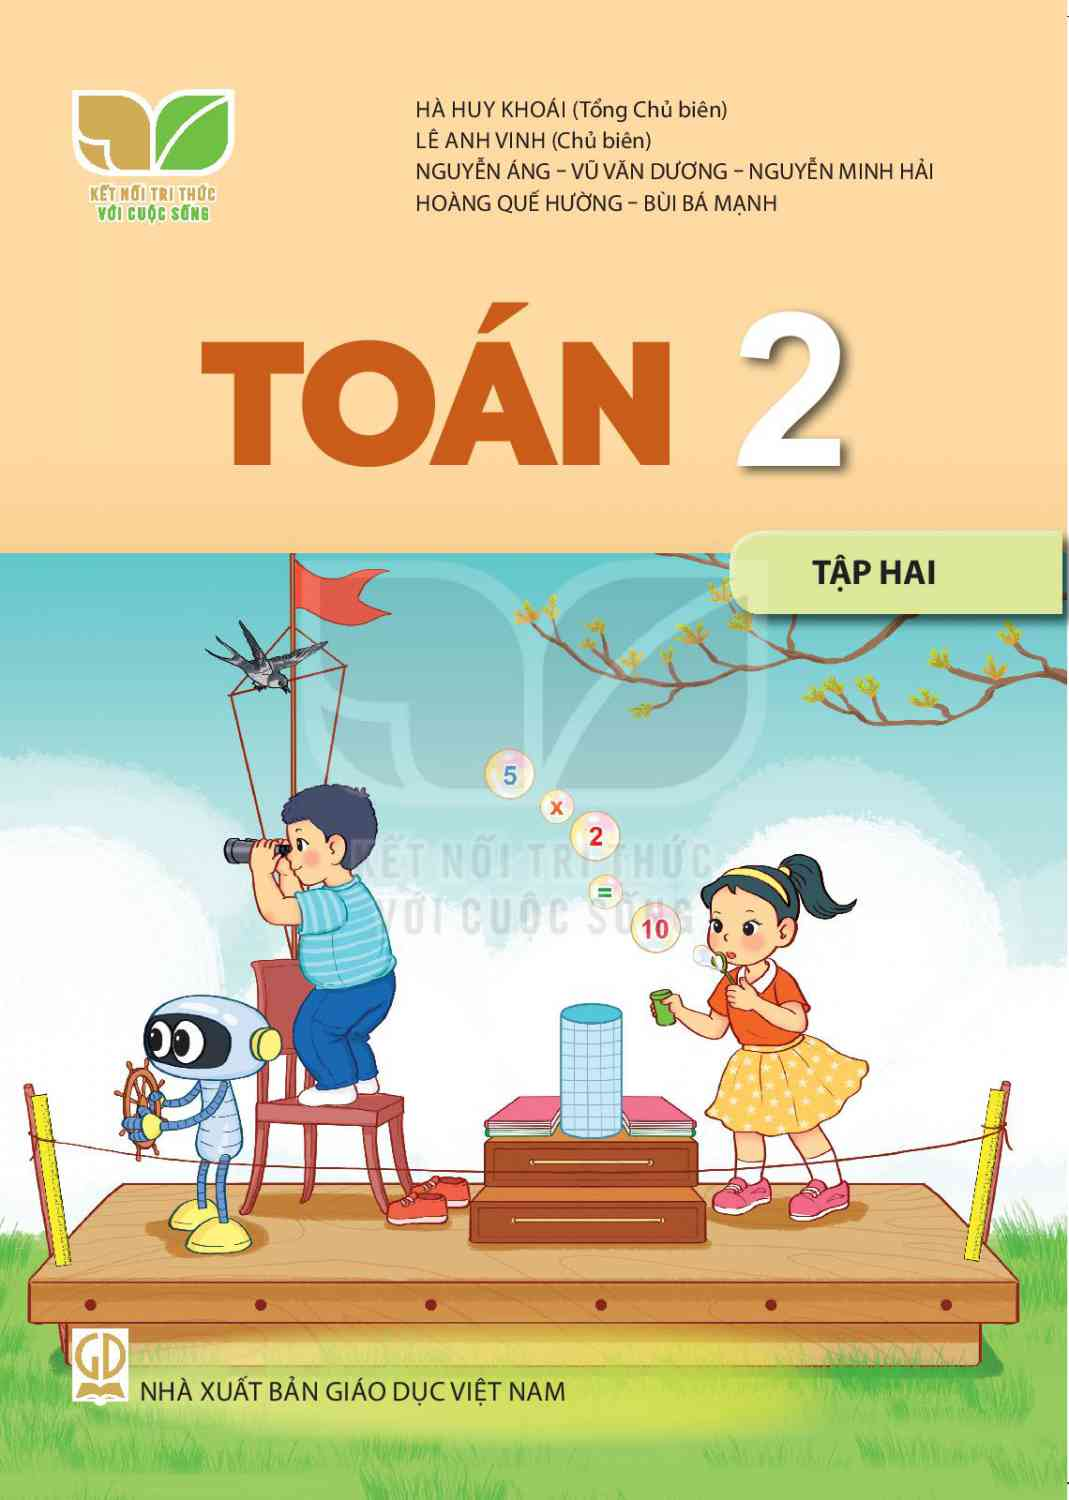 HÀ HUY KHOÁI (Tổng Chủ biên)
LÊ ANH VINH (Chủ biên)
NGUYỄN ÁNG – VŨ VĂN DƯƠNG – NGUYỄN MINH HẢI
HOÀNG QUẾ HƯỜNG – BÙI BÁ MẠNH
KẾT NỐI TRI THỨC
VỚI CUỘC SỐNG
TOÁN 2
TẬP HAI
5
x
2
=
10
KẾT NỐI TRI THỨC
VỚI CUỘC SỐNG
GD
NHÀ XUẤT BẢN GIÁO DỤC VIỆT NAM